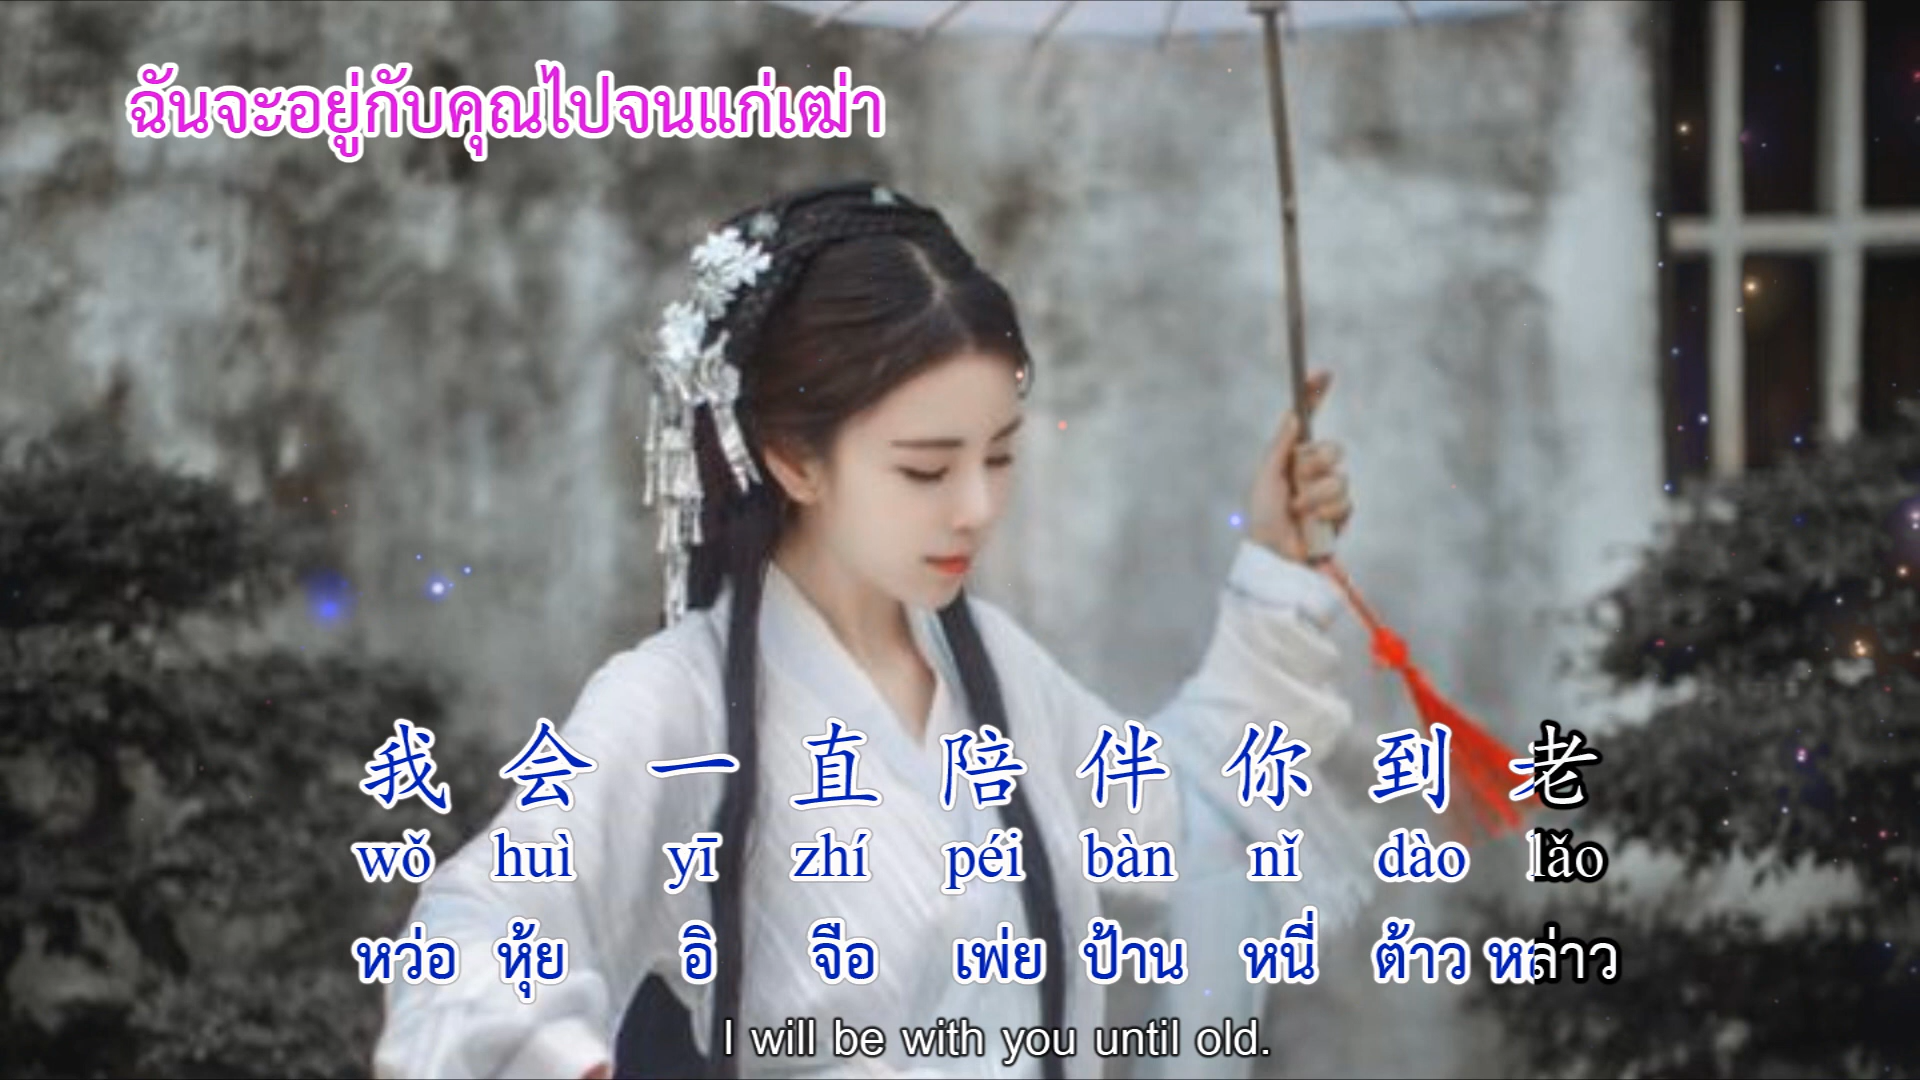 ฉันจะอยู่กับคุณไปจนแก่เฒ่า
我 会 一 直 陪 伴 你 到 老
wǒ huì yī zhí péi bàn nǐ dào lǎo
หว่อ หุ้ย อิ จือ เพ่ย ป้าน หนี่ ต้าว หล่าว
I will be with you until old.